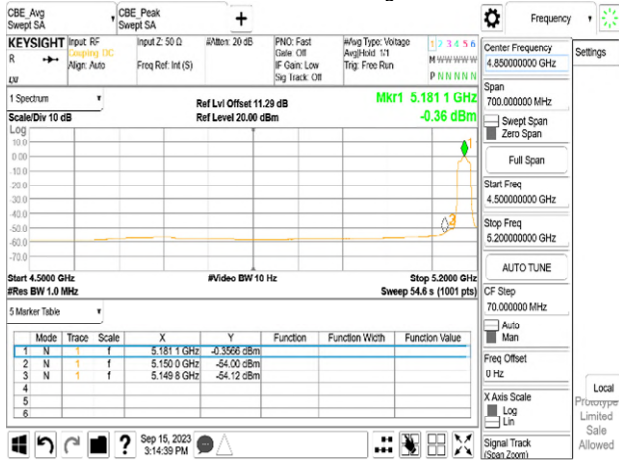 CBE_Avg
Swept SA
CBE_Peak
Swept SA
+
Frequency
KEYSIGHT
R
Input: RF
Coupling: DC
Align: Auto
Input Z: 50 Ω
Freq Ref: Int (S)
#Atten: 20 dB
PNO: Fast
Gate: Off
IF Gain: Low
Sig Track: Off
#Avg Type: Voltage
Avg|Hold: 1/1
Trig: Free Run
1 2 3 4 5 6
M W W W W W
P N N N N N
Center Frequency
4.850000000 GHz
Settings
1 Spectrum
Scale/Div 10 dB
Ref Lvl Offset 11.29 dB
Ref Level 20.00 dBm
Mkr1 5.181 1 GHz
-0.36 dBm
Span
700.000000 MHz
Swept Span
Zero Span
Full Span
Start Freq
4.500000000 GHz
Stop Freq
5.200000000 GHz
AUTO TUNE
CF Step
70.000000 MHz
Auto
Man
Freq Offset
0 Hz
X Axis Scale
Log
Lin
Signal Track
(Span Zoom)
Log
10.0
0.00
-10.0
-20.0
-30.0
-40.0
-50.0
-60.0
-70.0
1
3
Start 4.5000 GHz
#Res BW 1.0 MHz
#Video BW 10 Hz
Stop 5.2000 GHz
Sweep 54.6 s (1001 pts)
5 Marker Table
Mode Trace Scale X Y Function Function Width Function Value
1 N 1 f 5.181 1 GHz -0.3566 dBm
2 N 1 f 5.150 0 GHz -54.00 dBm
3 N 1 f 5.149 8 GHz -54.12 dBm
4
5
6
Local
Prototype
Limited
Sale
Allowed
?
Sep 15, 2023
3:14:39 PM